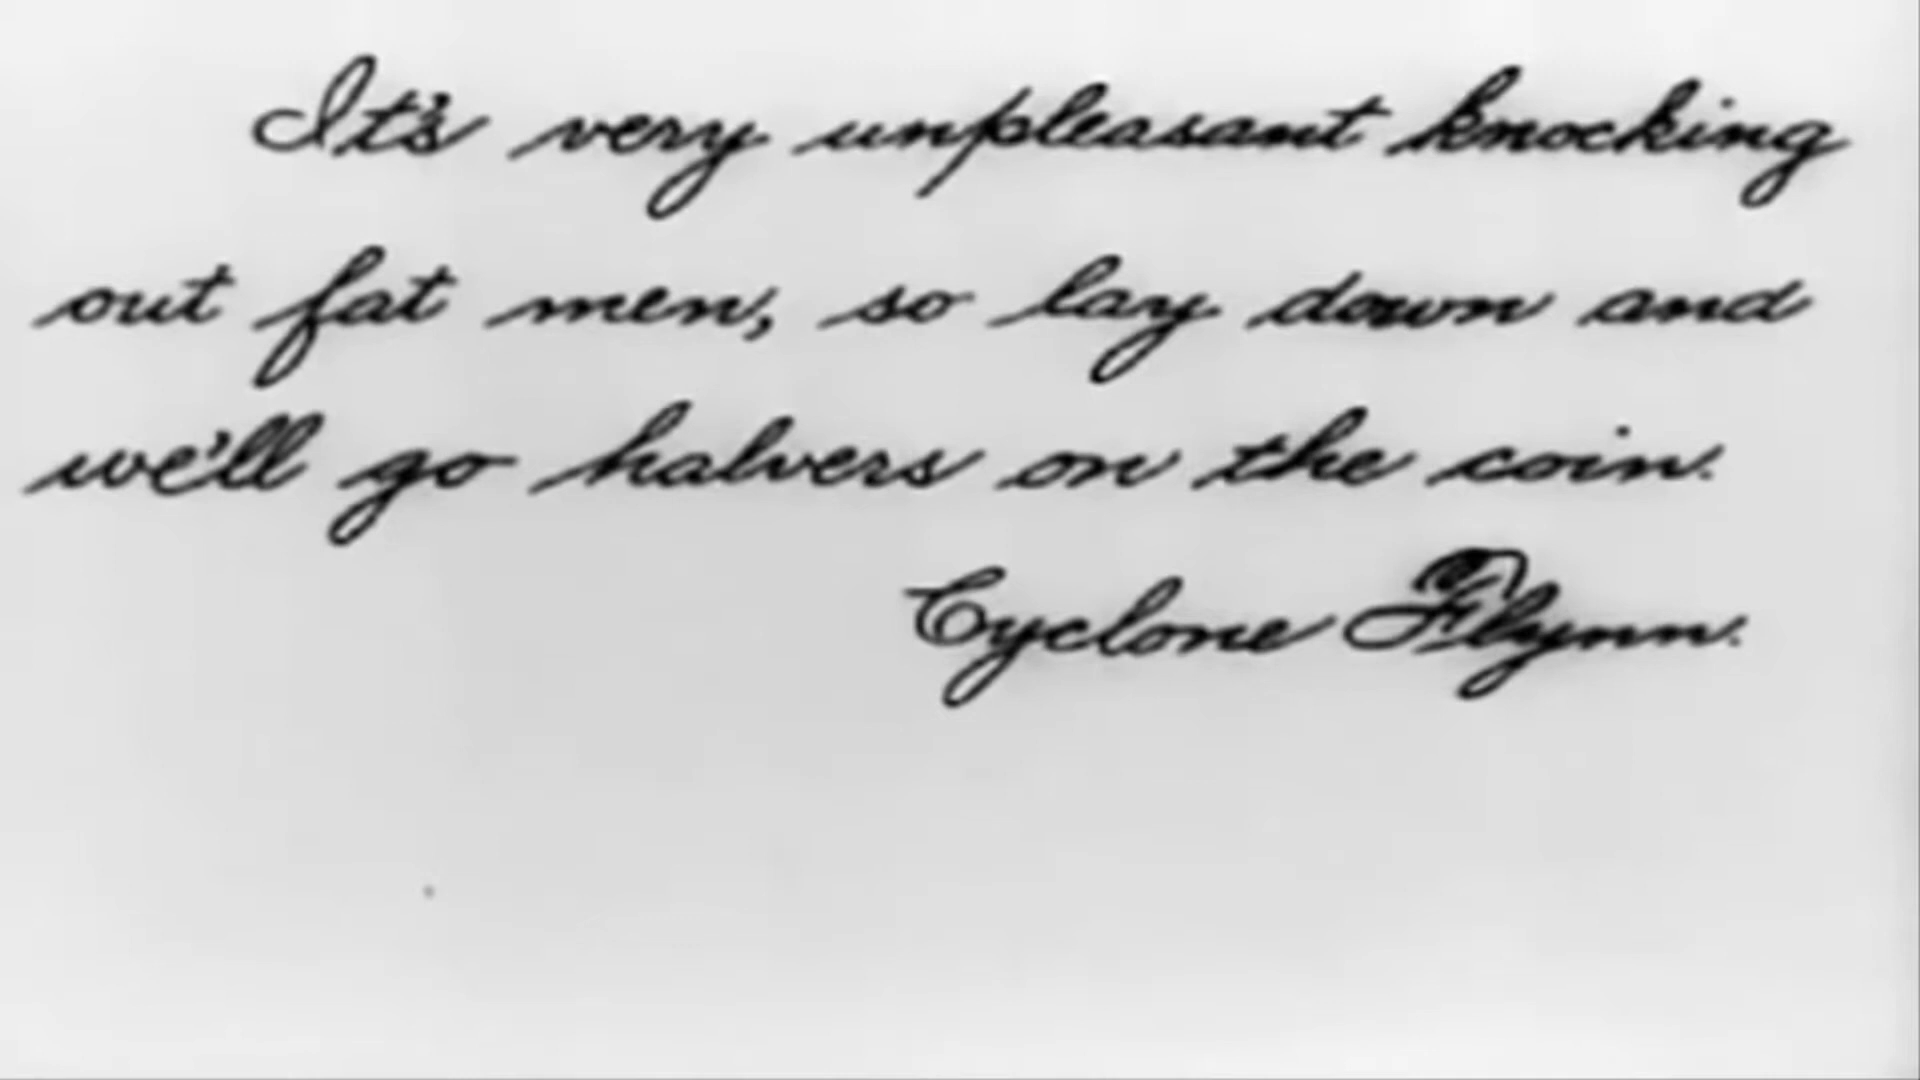 It's very unpleasant knocking
out fat men, so lay down and
we'll go halvers on the coin.
Cyclone Flynn.